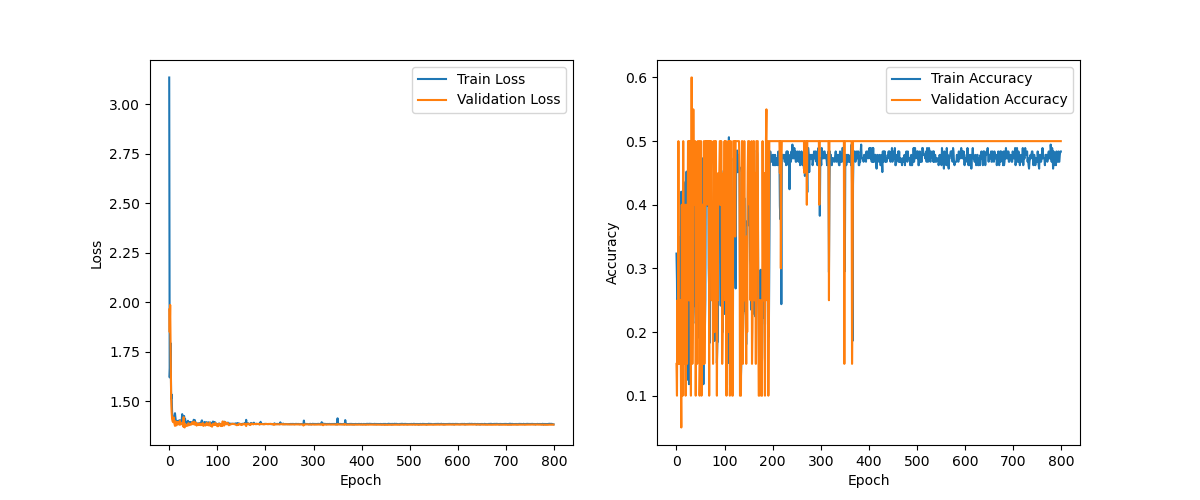 Train Loss
Validation Loss
3.00
2.75
2.50
2.25
2.00
1.75
1.50
Loss
0 100 200 300 400 500 600 700 800
Epoch
Train Accuracy
Validation Accuracy
0.6
0.5
0.4
0.3
0.2
0.1
Accuracy
0 100 200 300 400 500 600 700 800
Epoch